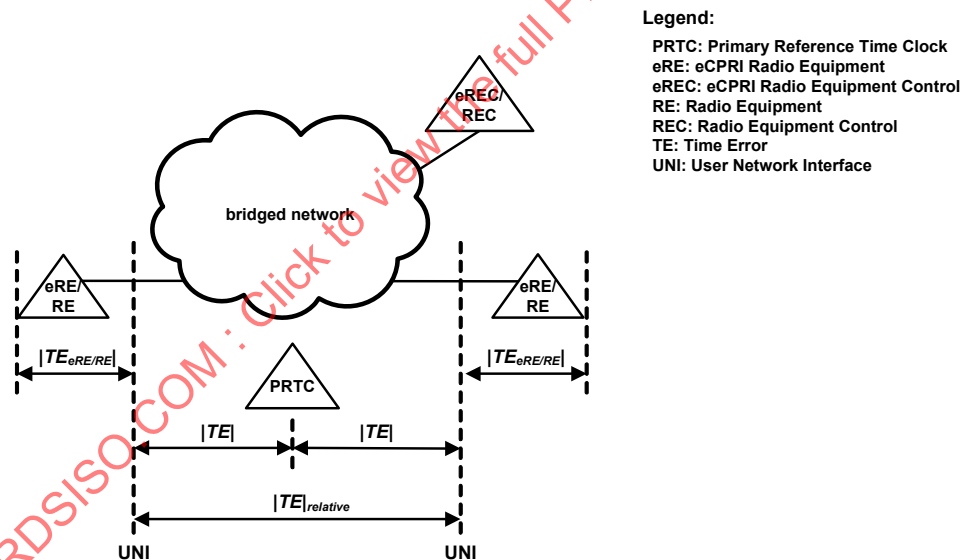 Legend:
PRTC: Primary Reference Time Clock
eRE: eCPRI Radio Equipment
eREC: eCPRI Radio Equipment Control
RE: Radio Equipment
REC: Radio Equipment Control
TE: Time Error
UNI: User Network Interface
eREC/
REC
bridged network
eRE/
RE
eRE/
RE
|TEeRE/RE|
|TEeRE/RE|
PRTC
|TE|
|TE|
|TE|relative
UNI
UNI
RDSISO.COM : Click to view the full P